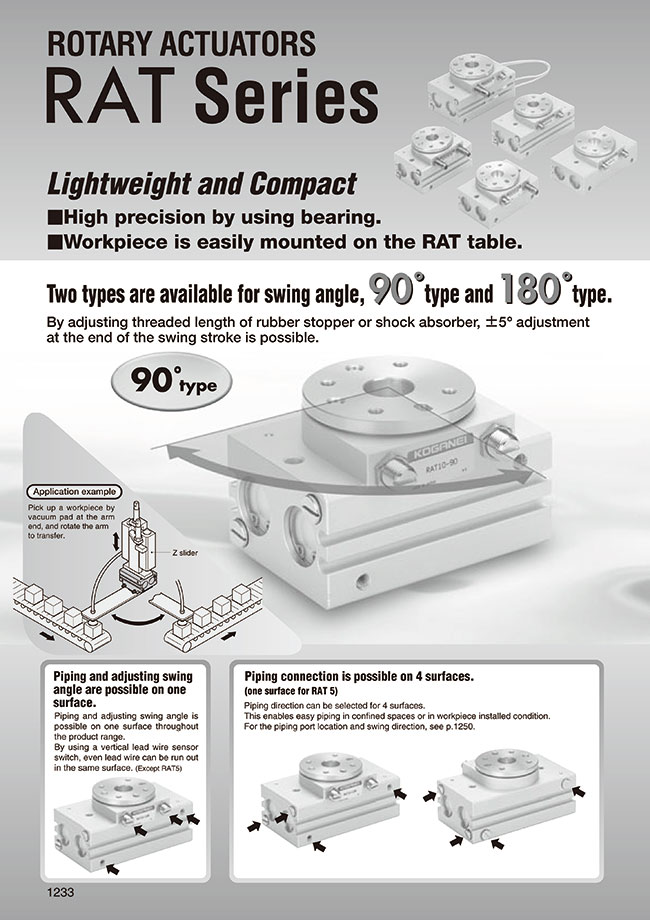 ROTARY ACTUATORS
RAT Series
Lightweight and Compact
■High precision by using bearing.
■Workpiece is easily mounted on the RAT table.
Two types are available for swing angle, 90° type and 180° type.
By adjusting threaded length of rubber stopper or shock absorber, ±5° adjustment
at the end of the swing stroke is possible.
90° type
KOGANEI
RAT10-90
Application example
Pick up a workpiece by
vacuum pad at the arm
end, and rotate the arm
to transfer.
Z slider
Piping and adjusting swing
angle are possible on one
surface.
Piping and adjusting swing angle is
possible on one surface throughout
the product range.
By using a vertical lead wire sensor
switch, even lead wire can be run out
in the same surface. (Except RAT5)
Piping connection is possible on 4 surfaces.
(one surface for RAT 5)
Piping direction can be selected for 4 surfaces.
This enables easy piping in confined spaces or in workpiece installed condition.
For the piping port location and swing direction, see p.1250.
1233